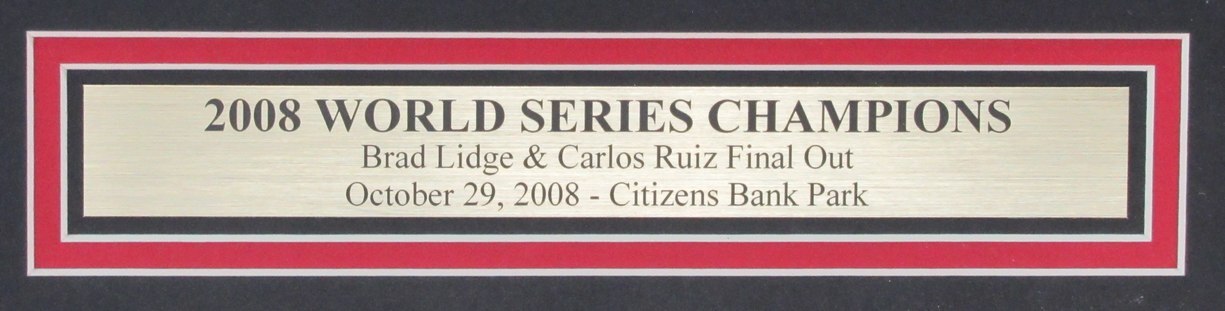 2008 WORLD SERIES CHAMPIONS
Brad Lidge & Carlos Ruiz Final Out
October 29, 2008 - Citizens Bank Park